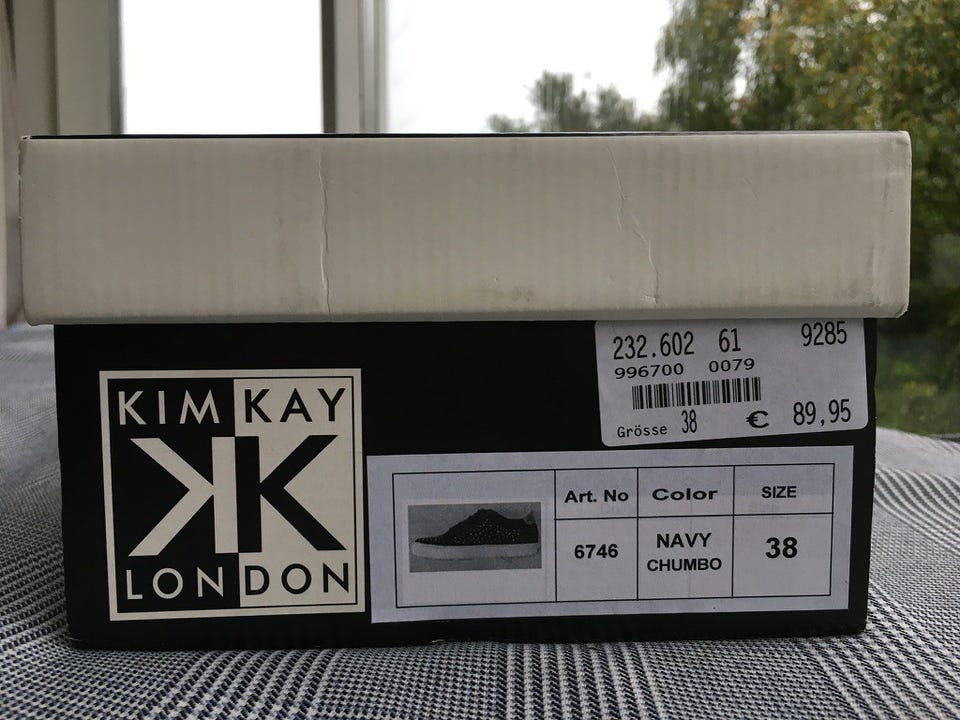 232.602 61 9285
996700 0079
Grösse 38 € 89,95
KIM KAY
KK
LONDON
Art. No Color SIZE
6746 NAVY CHUMBO 38